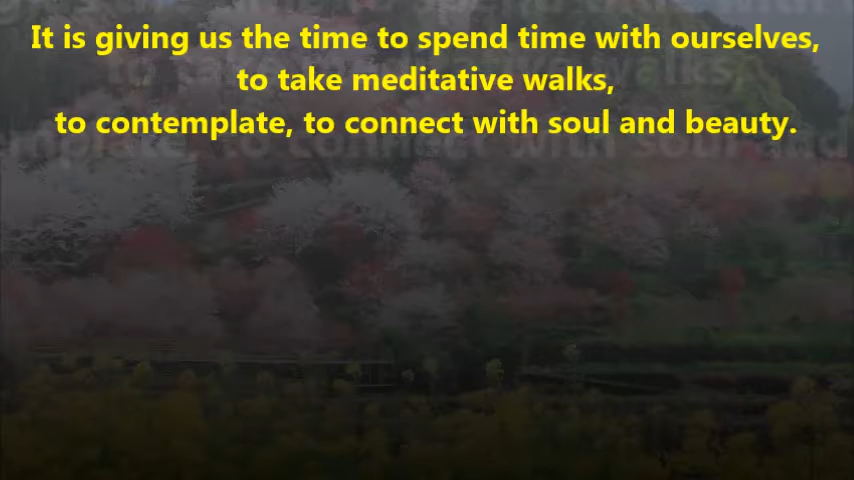 It is giving us the time to spend time with ourselves,
to take meditative walks,
to contemplate, to connect with soul and beauty.